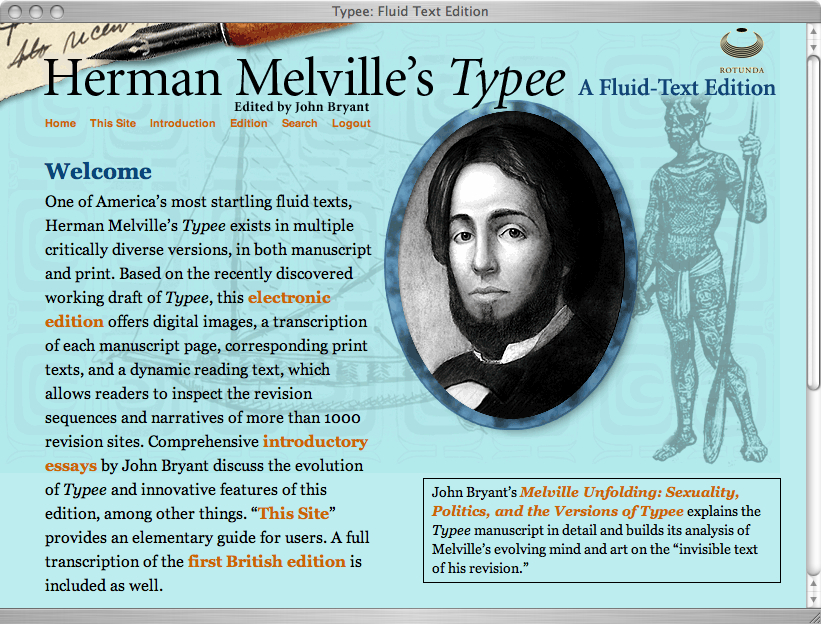 Typee: Fluid Text Edition
ROTUNDA
Herman Melville's Typee A Fluid-Text Edition
Edited by John Bryant
Home This Site Introduction Edition Search Logout
Welcome
One of America's most startling fluid texts,
Herman Melville's Typee exists in multiple
critically diverse versions, in both manuscript
and print. Based on the recently discovered
working draft of Typee, this electronic
edition offers digital images, a transcription
of each manuscript page, corresponding print
texts, and a dynamic reading text, which
allows readers to inspect the revision
sequences and narratives of more than 1000
revision sites. Comprehensive introductory
essays by John Bryant discuss the evolution
of Typee and innovative features of this
edition, among other things. “This Site”
provides an elementary guide for users. A full
transcription of the first British edition is
included as well.
John Bryant's Melville Unfolding: Sexuality,
Politics, and the Versions of Typee explains the
Typee manuscript in detail and builds its analysis of
Melville's evolving mind and art on the “invisible text
of his revision.”